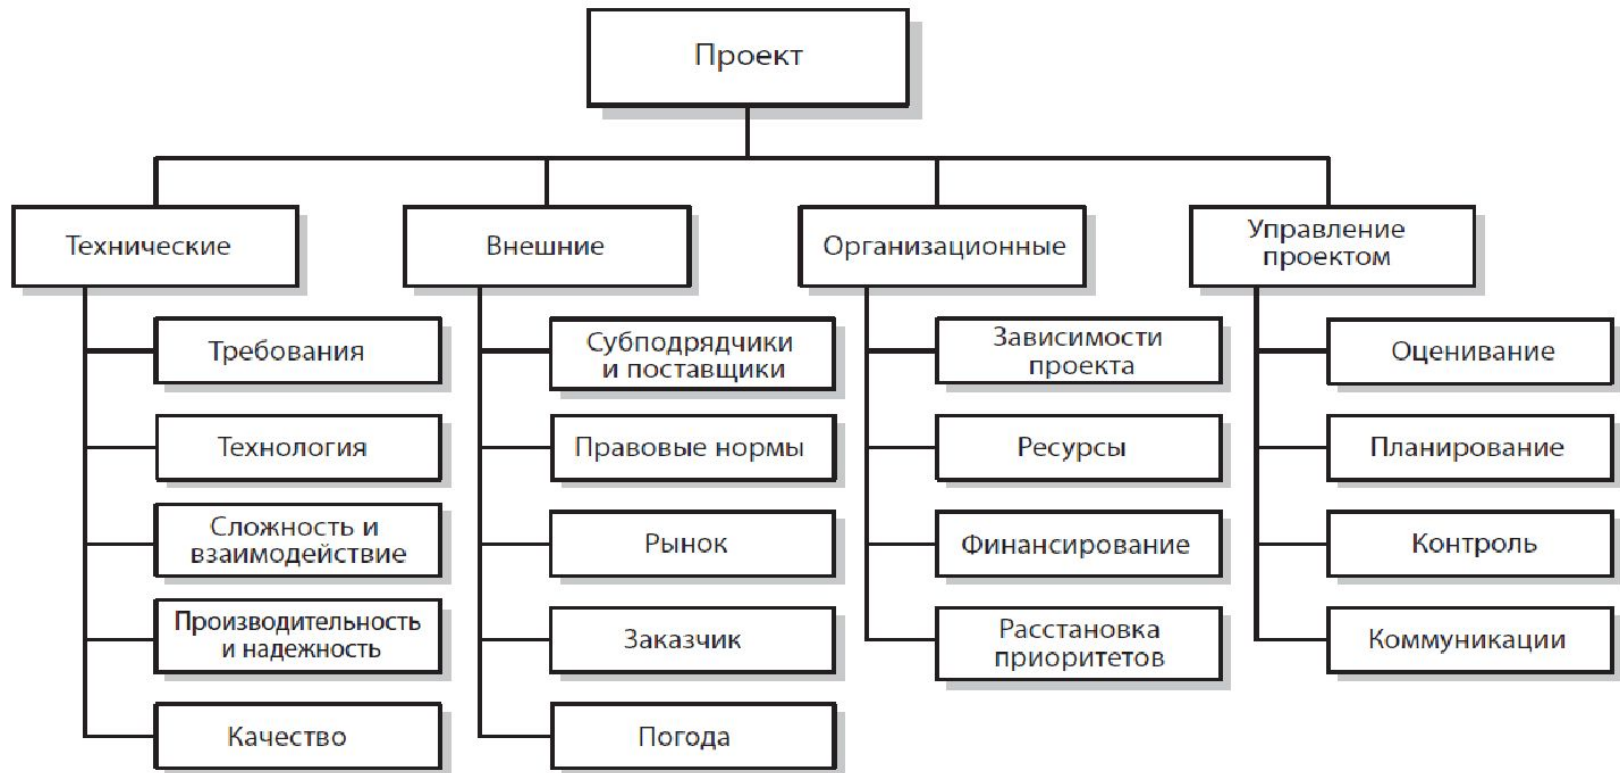 Проект
Технические
Внешние
Организационные
Управление
проектом
Требования
Технология
Сложность и
взаимодействие
Производительность
и надежность
Качество
Субподрядчики
и поставщики
Правовые нормы
Рынок
Заказчик
Погода
Зависимости
проекта
Ресурсы
Финансирование
Расстановка
приоритетов
Оценивание
Планирование
Контроль
Коммуникации